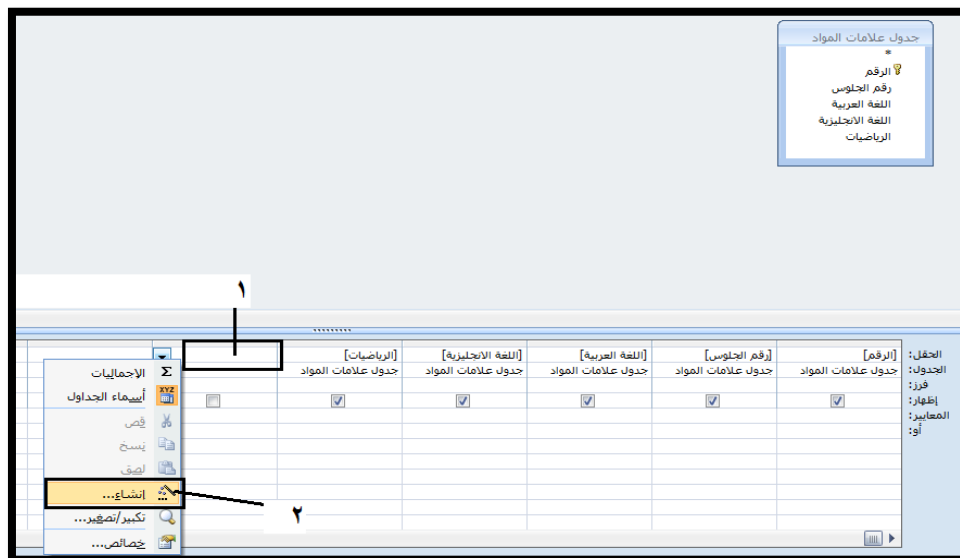 جدول علامات المواد
*
الرقم
رقم الجلوس
اللغة العربية
اللغة الانجليزية
الرياضيات
١
الحقل: [الرقم] [رقم الجلوس] [اللغة العربية] [اللغة الانجليزية] [الرياضيات]
الجدول: جدول علامات المواد جدول علامات المواد جدول علامات المواد جدول علامات المواد جدول علامات المواد
فرز:
إظهار:
المعايير:
أو:
Σ الإجماليات
XYZ أسماء الجداول
قص
نسخ
لصق
إنشاء...
تكبير/تصغير...
خصائص...
٢